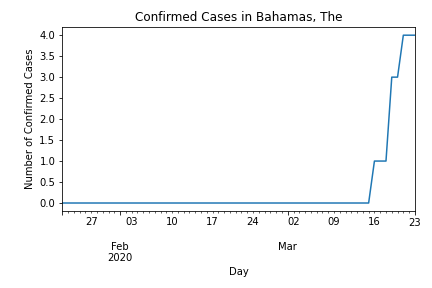 Confirmed Cases in Bahamas, The
Number of Confirmed Cases
4.0
3.5
3.0
2.5
2.0
1.5
1.0
0.5
0.0
27 03 10 17 24 02 09 16 23
Feb Mar
2020
Day